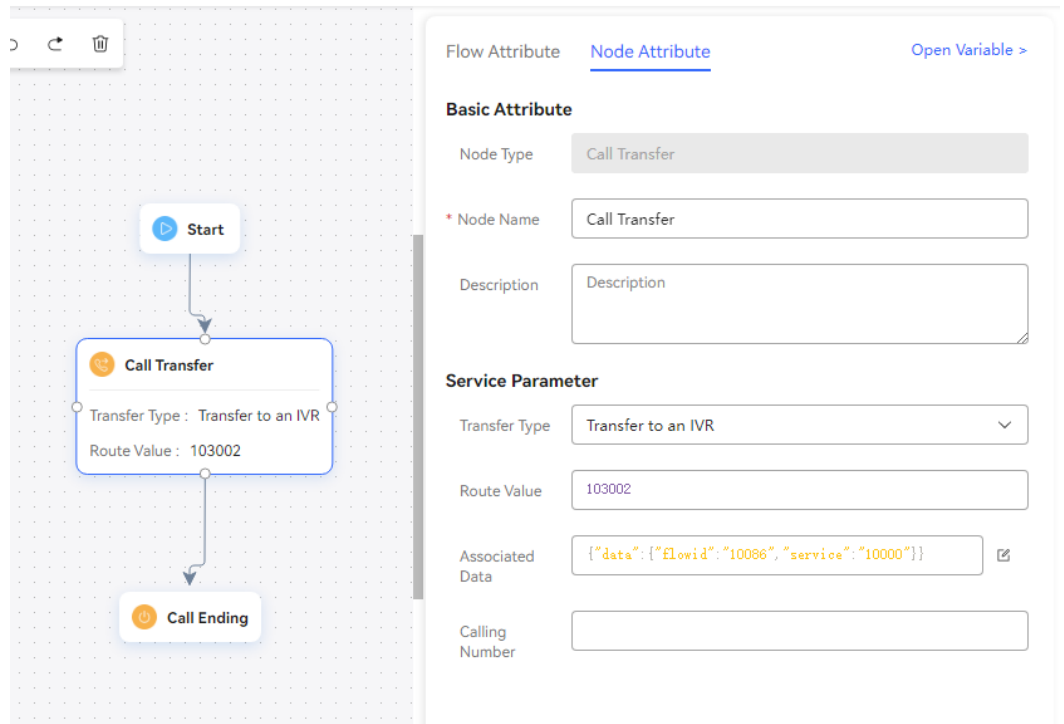 Start
Call Transfer
Transfer Type : Transfer to an IVR
Route Value : 103002
Call Ending
Flow Attribute Node Attribute Open Variable >
Basic Attribute
Node Type Call Transfer
* Node Name Call Transfer
Description Description
Service Parameter
Transfer Type Transfer to an IVR
Route Value 103002
Associated Data {"data":{"flowid":"10086","service":"10000"}}
Calling Number